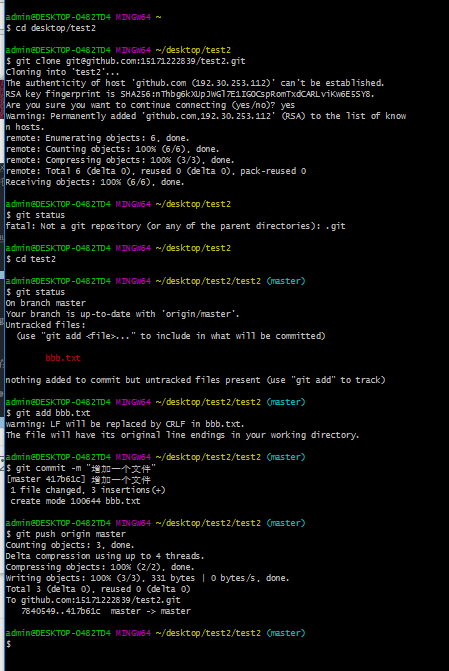 admin@DESKTOP-O482TD4 MINGW64 ~
$ cd desktop/test2
admin@DESKTOP-O482TD4 MINGW64 ~/desktop/test2
$ git clone git@github.com:15171222839/test2.git
Cloning into 'test2'...
The authenticity of host 'github.com (192.30.253.112)' can't be established.
RSA key fingerprint is SHA256:nThbg6kXUpJWGl7E1IGOCspRomTxdCARLviKw6E5SY8.
Are you sure you want to continue connecting (yes/no)? yes
Warning: Permanently added 'github.com,192.30.253.112' (RSA) to the list of know
n hosts.
remote: Enumerating objects: 6, done.
remote: Counting objects: 100% (6/6), done.
remote: Compressing objects: 100% (3/3), done.
remote: Total 6 (delta 0), reused 0 (delta 0), pack-reused 0
Receiving objects: 100% (6/6), done.
admin@DESKTOP-O482TD4 MINGW64 ~/desktop/test2
$ git status
fatal: Not a git repository (or any of the parent directories): .git
admin@DESKTOP-O482TD4 MINGW64 ~/desktop/test2
$ cd test2
admin@DESKTOP-O482TD4 MINGW64 ~/desktop/test2/test2 (master)
$ git status
On branch master
Your branch is up-to-date with 'origin/master'.
Untracked files:
(use "git add <file>..." to include in what will be committed)
bbb.txt
nothing added to commit but untracked files present (use "git add" to track)
admin@DESKTOP-O482TD4 MINGW64 ~/desktop/test2/test2 (master)
$ git add bbb.txt
warning: LF will be replaced by CRLF in bbb.txt.
The file will have its original line endings in your working directory.
admin@DESKTOP-O482TD4 MINGW64 ~/desktop/test2/test2 (master)
$ git commit -m "增加一个文件"
[master 417b61c] 增加一个文件
1 file changed, 3 insertions(+)
create mode 100644 bbb.txt
admin@DESKTOP-O482TD4 MINGW64 ~/desktop/test2/test2 (master)
$ git push origin master
Counting objects: 3, done.
Delta compression using up to 4 threads.
Compressing objects: 100% (2/2), done.
Writing objects: 100% (3/3), 331 bytes | 0 bytes/s, done.
Total 3 (delta 0), reused 0 (delta 0)
To github.com:15171222839/test2.git
7840549..417b61c  master -> master
admin@DESKTOP-O482TD4 MINGW64 ~/desktop/test2/test2 (master)
$